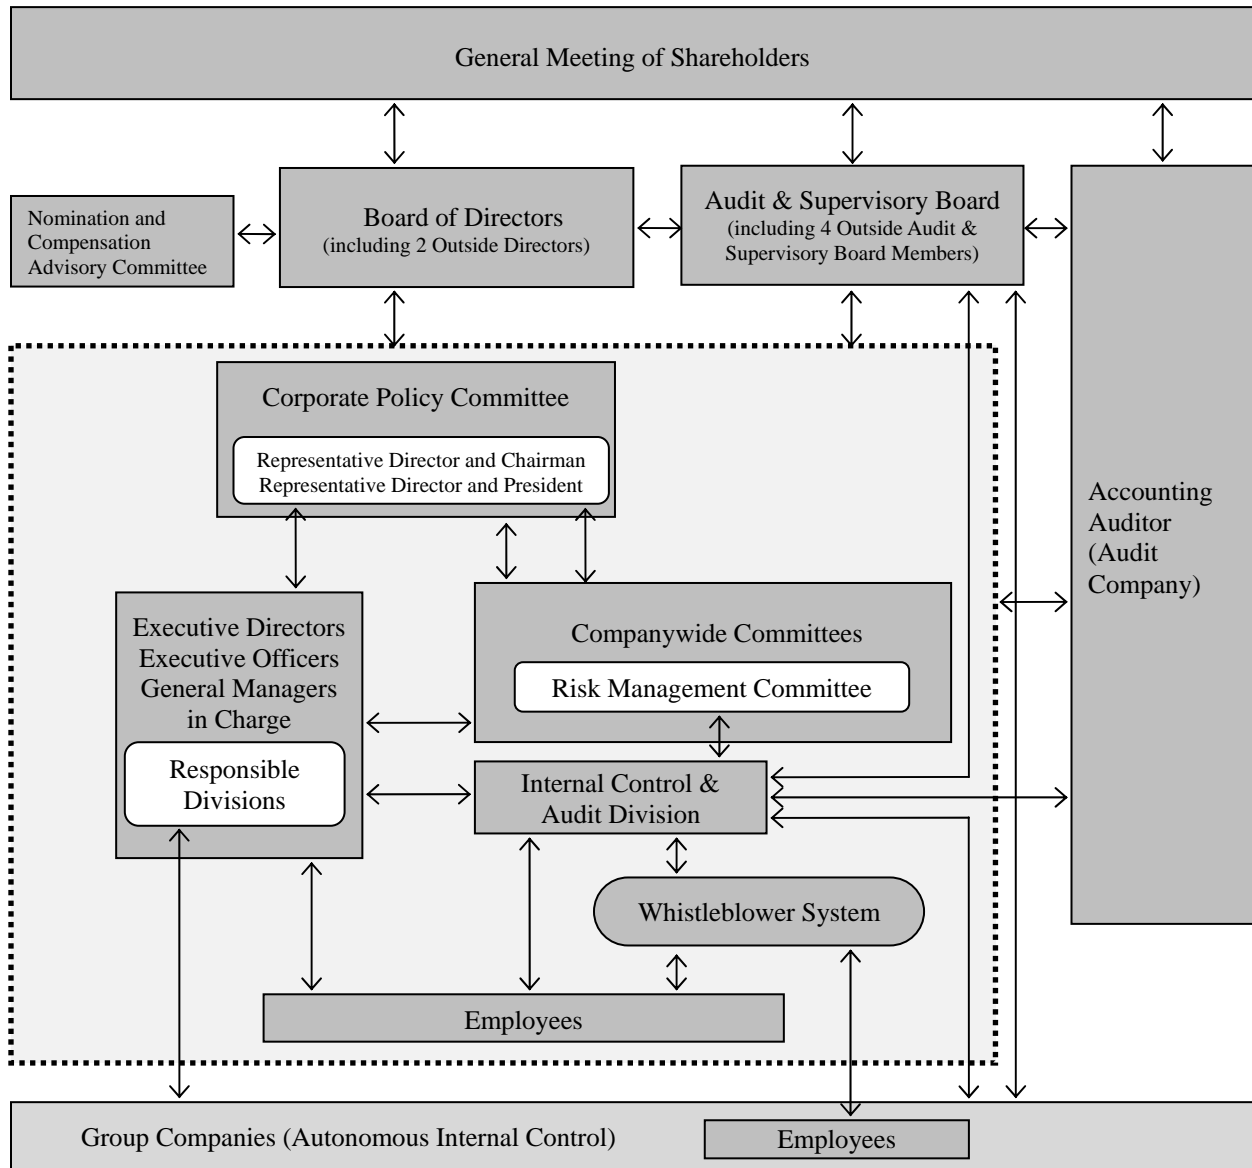 General Meeting of Shareholders
Nomination and
Compensation
Advisory Committee
Board of Directors
(including 2 Outside Directors)
Audit & Supervisory Board
(including 4 Outside Audit &
Supervisory Board Members)
Accounting
Auditor
(Audit
Company)
Corporate Policy Committee
Representative Director and Chairman
Representative Director and President
Executive Directors
Executive Officers
General Managers
in Charge
Responsible
Divisions
Companywide Committees
Risk Management Committee
Internal Control &
Audit Division
Whistleblower System
Employees
Group Companies (Autonomous Internal Control)
Employees